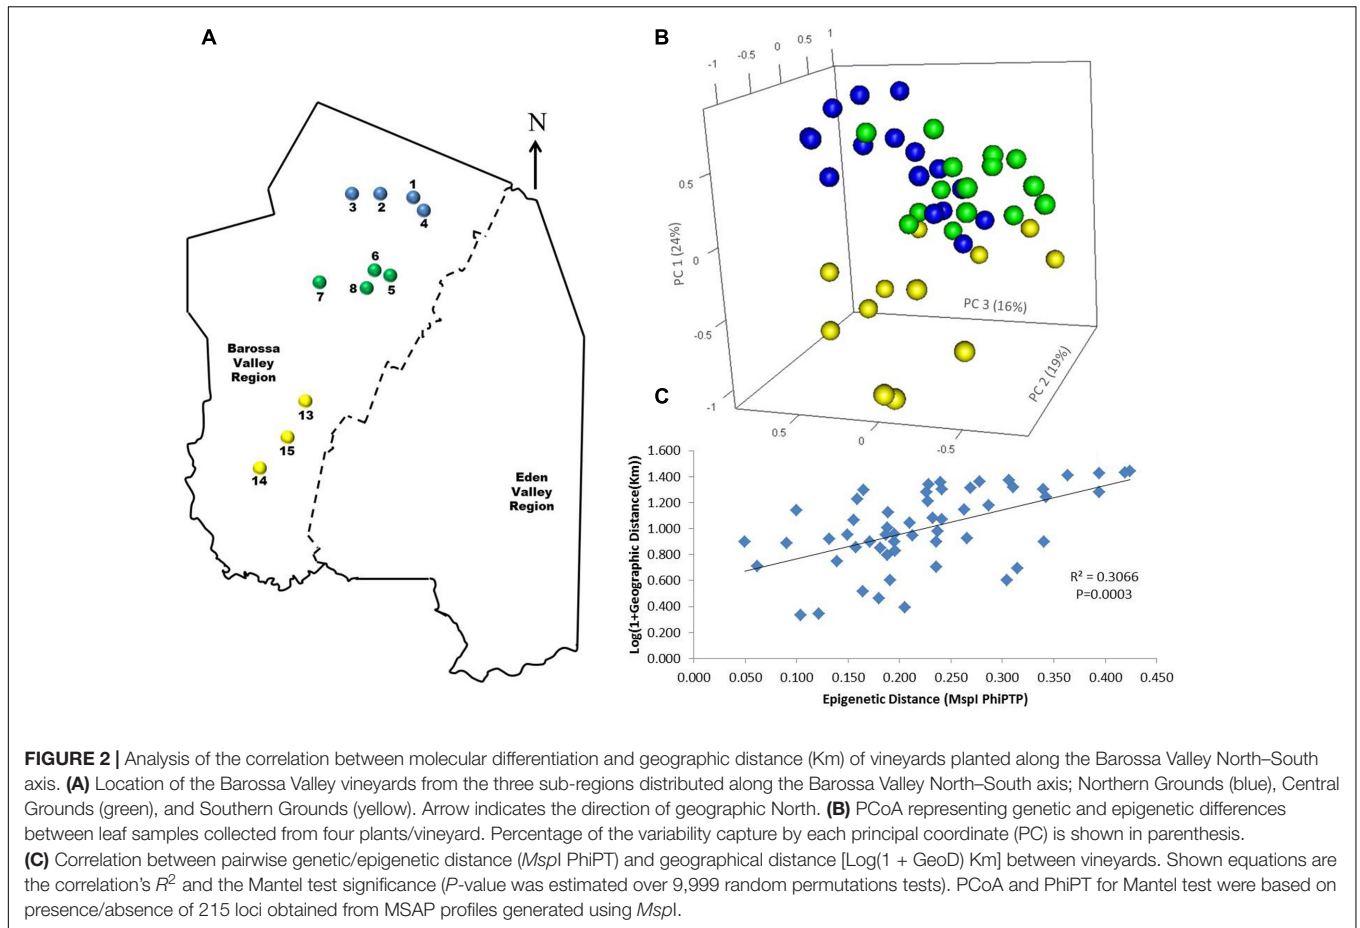 A
N
3
2
1
4
6
7
8
5
Barossa
Valley
Region
13
15
14
Eden
Valley
Region
B
-1
-0.5
0
0.5
1
0.5
0
-0.5
-1
PC 1 (24%)
PC 3 (16%)
PC 2 (19%)
0.5
0
-0.5
C
Log(1+Geographic Distance(Km))
1.600
1.400
1.200
1.000
0.800
0.600
0.400
0.200
0.000
R² = 0.3066
P=0.0003
0.000 0.050 0.100 0.150 0.200 0.250 0.300 0.350 0.400 0.450
Epigenetic Distance (MspI PhiPTP)
FIGURE 2 | Analysis of the correlation between molecular differentiation and geographic distance (Km) of vineyards planted along the Barossa Valley North–South
axis. (A) Location of the Barossa Valley vineyards from the three sub-regions distributed along the Barossa Valley North–South axis; Northern Grounds (blue), Central
Grounds (green), and Southern Grounds (yellow). Arrow indicates the direction of geographic North. (B) PCoA representing genetic and epigenetic differences
between leaf samples collected from four plants/vineyard. Percentage of the variability capture by each principal coordinate (PC) is shown in parenthesis.
(C) Correlation between pairwise genetic/epigenetic distance (MspI PhiPT) and geographical distance [Log(1 + GeoD) Km] between vineyards. Shown equations are
the correlation's R² and the Mantel test significance (P-value was estimated over 9,999 random permutations tests). PCoA and PhiPT for Mantel test were based on
presence/absence of 215 loci obtained from MSAP profiles generated using MspI.